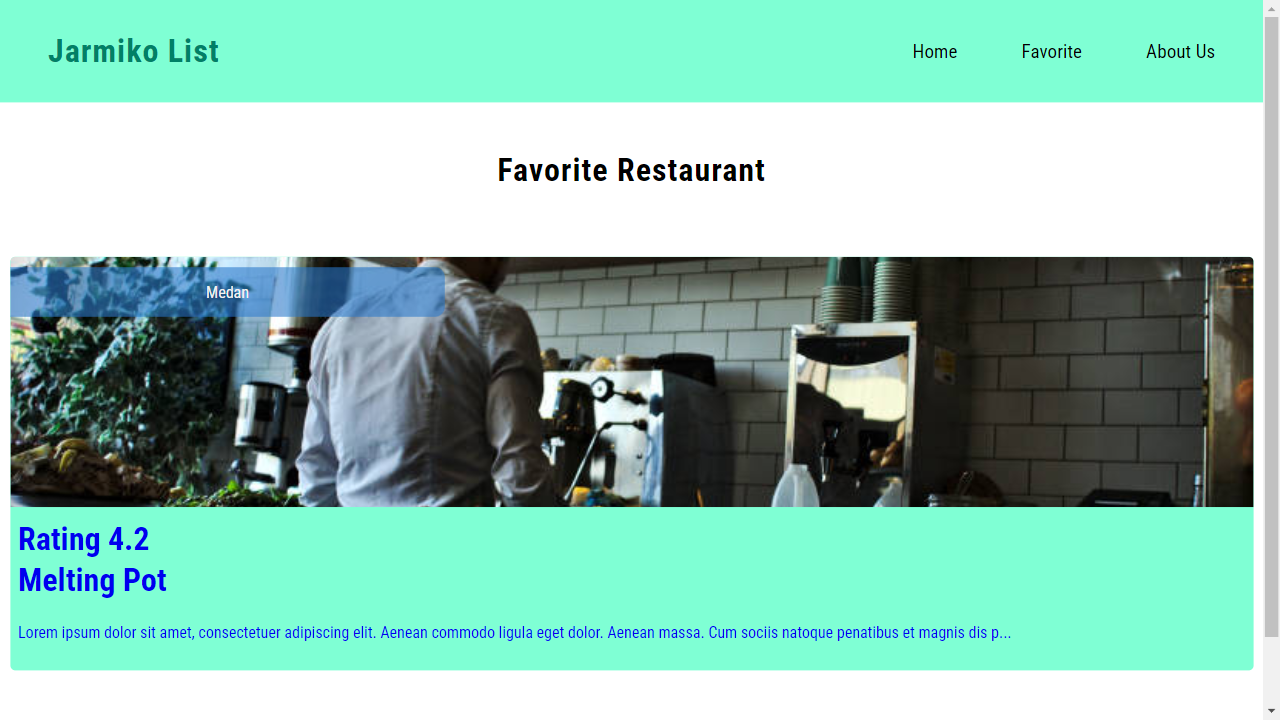 Jarmiko List
Home
Favorite
About Us
Favorite Restaurant
Medan
Rating 4.2
Melting Pot
Lorem ipsum dolor sit amet, consectetuer adipiscing elit. Aenean commodo ligula eget dolor. Aenean massa. Cum sociis natoque penatibus et magnis dis p...